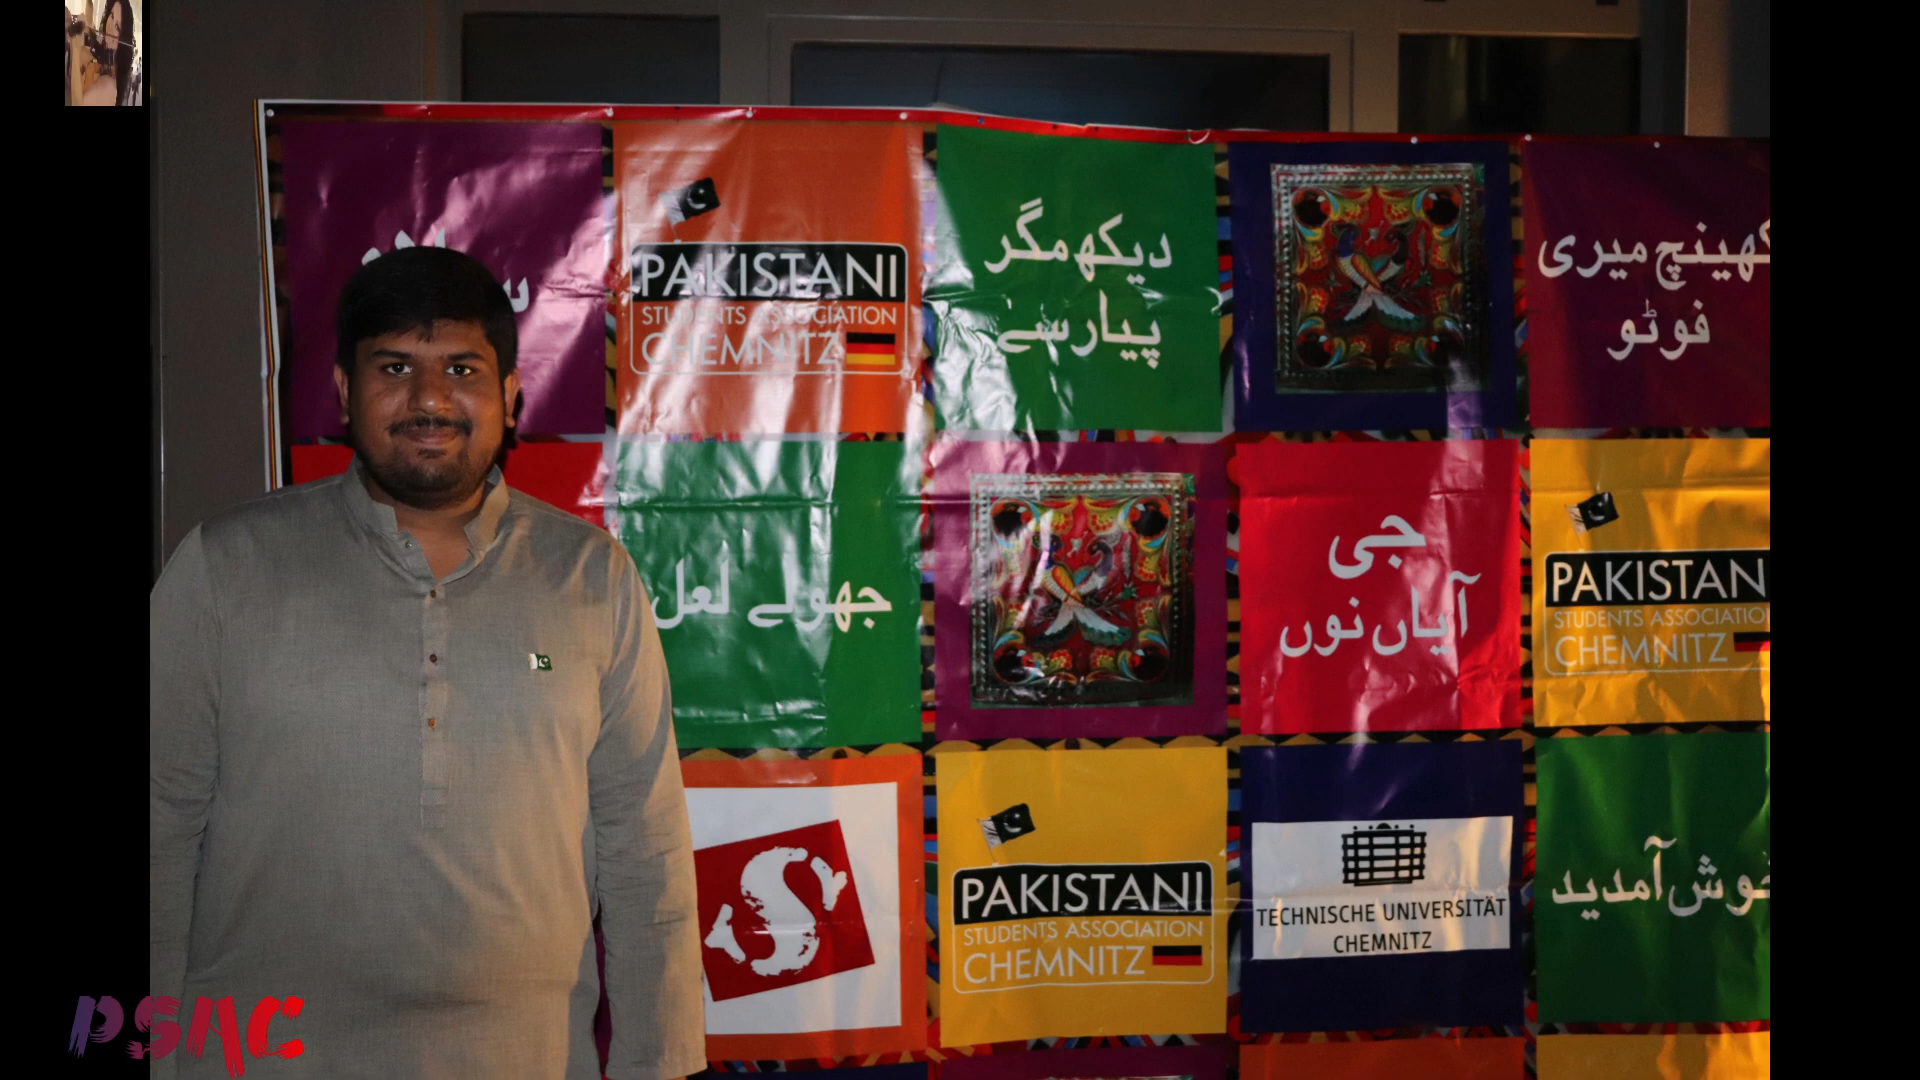 PAKISTANI
STUDENTS ASSOCIATION
CHEMNITZ
دیکھ مگر
پیار سے
کھینچ میری
فوٹو
جھولے لعل
جی
آیاں نوں
PAKISTAN
STUDENTS ASSOCIATION
CHEMNITZ
S
PAKISTANI
STUDENTS ASSOCIATION
CHEMNITZ
TECHNISCHE UNIVERSITÄT
CHEMNITZ
خوش آمدید
PSAC